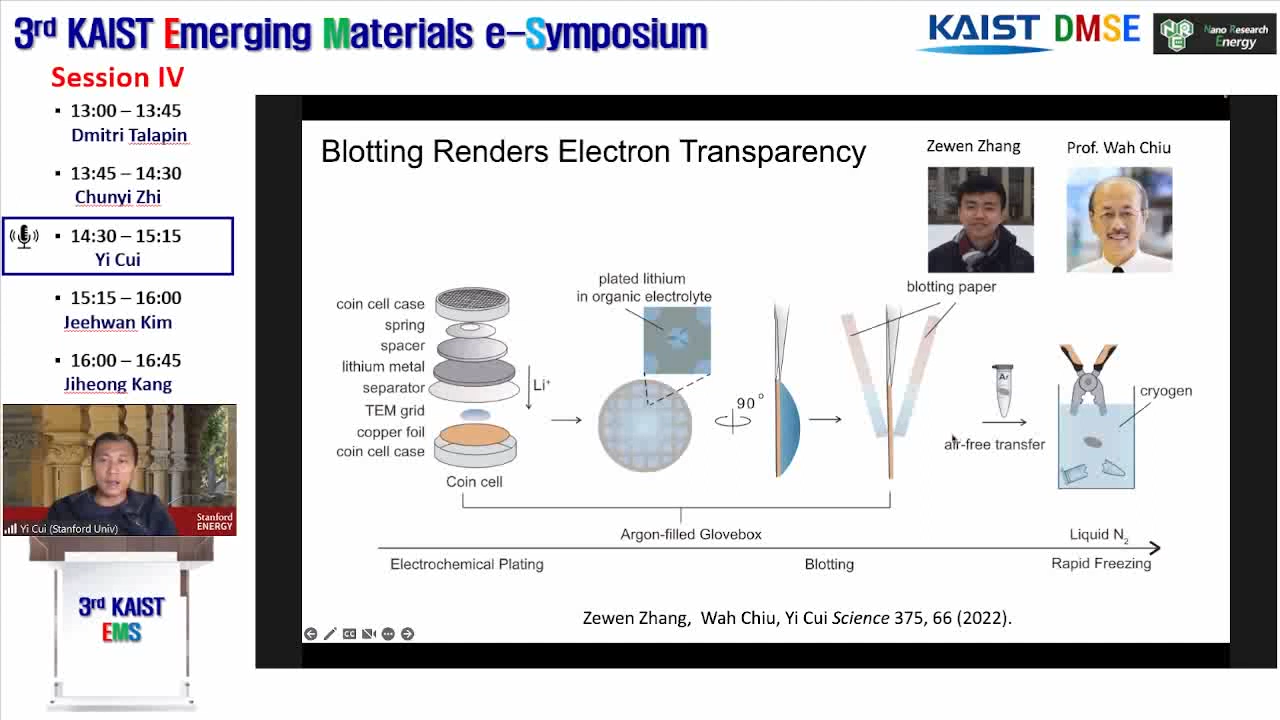 3rd KAIST Emerging Materials e-Symposium
KAIST DMSE
NRE
Nano Research
Energy
Session IV
▪ 13:00 – 13:45
Dmitri Talapin
▪ 13:45 – 14:30
Chunyi Zhi
▪ 14:30 – 15:15
Yi Cui
▪ 15:15 – 16:00
Jeehwan Kim
▪ 16:00 – 16:45
Jiheong Kang
Stanford
ENERGY
Yi Cui (Stanford Univ)
3rd KAIST
EMS
Blotting Renders Electron Transparency
Zewen Zhang
Prof. Wah Chiu
coin cell case
spring
spacer
lithium metal
separator
TEM grid
copper foil
coin cell case
Li⁺
Coin cell
plated lithium
in organic electrolyte
90°
blotting paper
Ar
air-free transfer
cryogen
Argon-filled Glovebox
Liquid N₂
Electrochemical Plating
Blotting
Rapid Freezing
Zewen Zhang, Wah Chiu, Yi Cui Science 375, 66 (2022).
CC